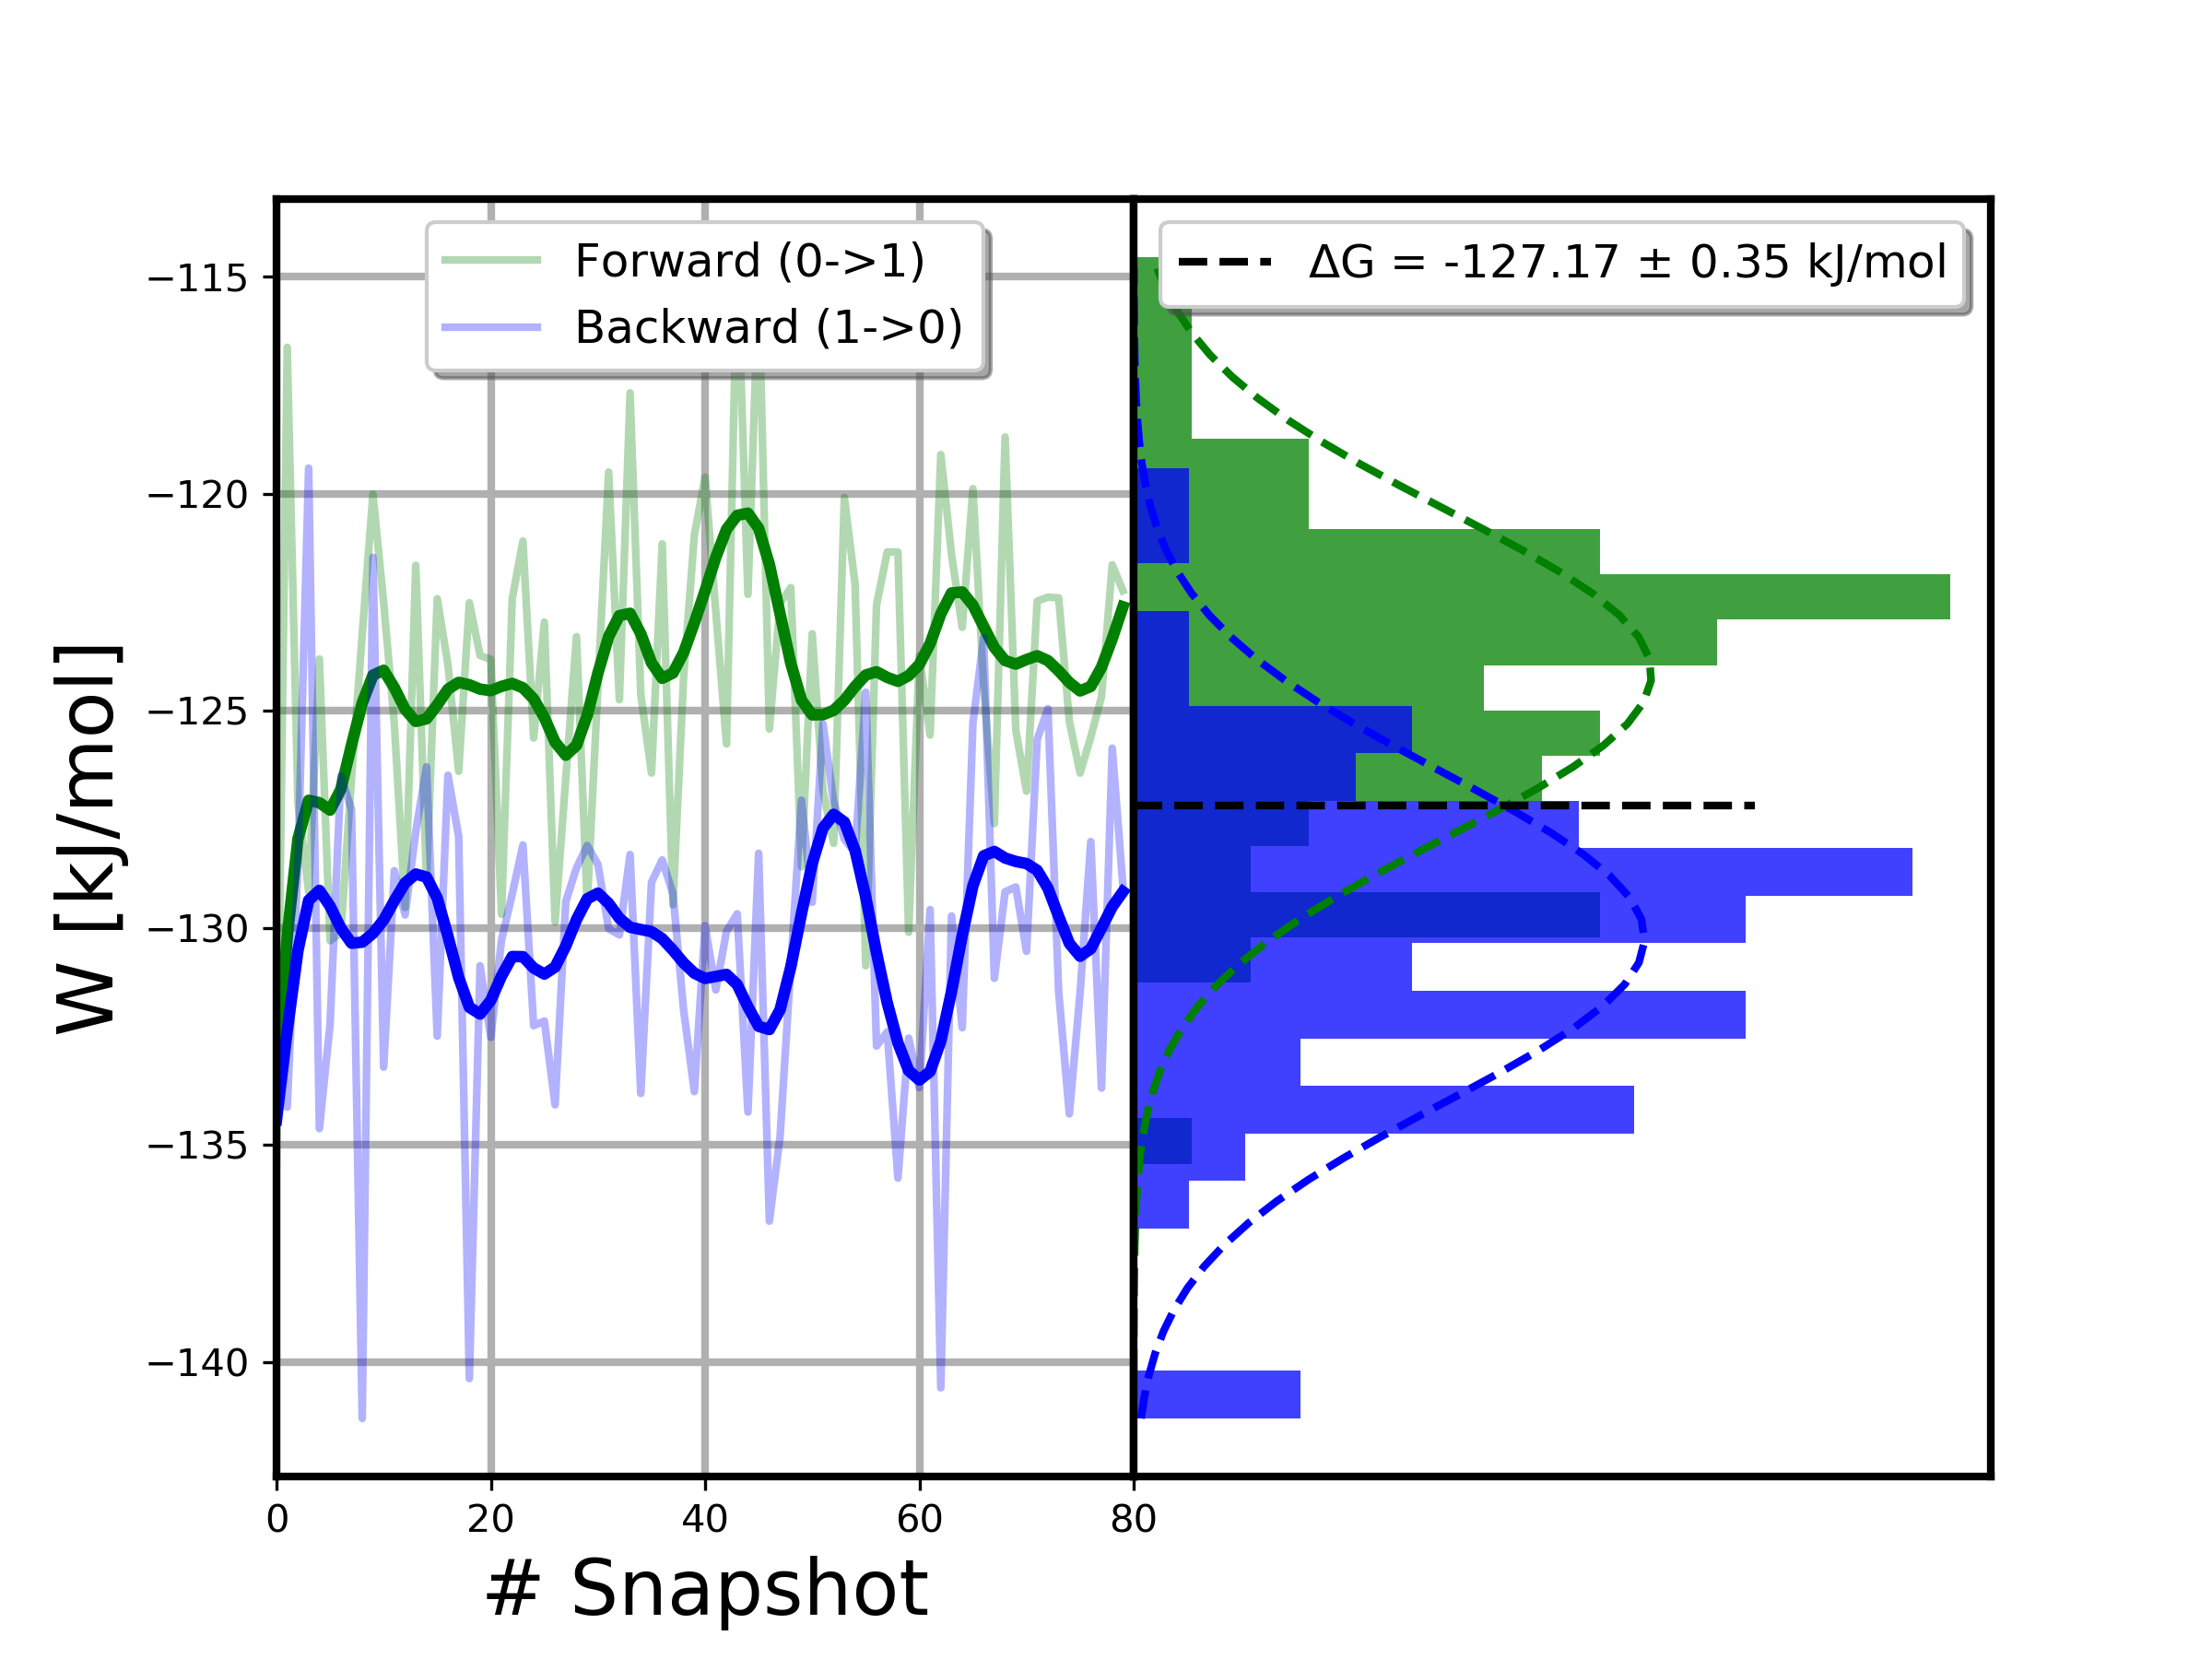 Forward (0->1)
Backward (1->0)
ΔG = -127.17 ± 0.35 kJ/mol
W [kJ/mol]
−115
−120
−125
−130
−135
−140
0
20
40
60
80
# Snapshot